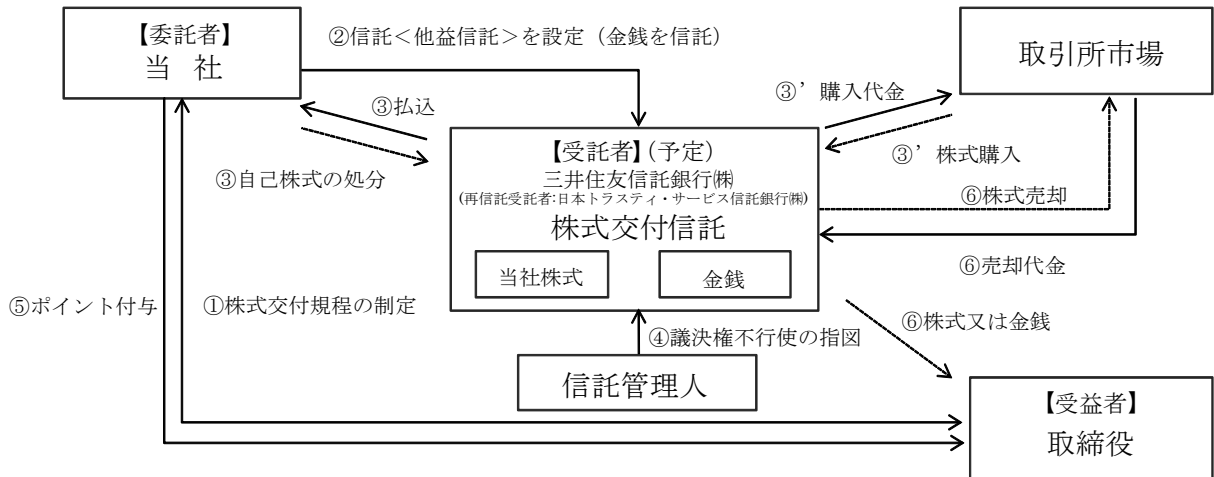 【委託者】
当 社
②信託<他益信託>を設定（金銭を信託）
取引所市場
③払込
③’購入代金
③自己株式の処分
【受託者】(予定)
三井住友信託銀行㈱
(再信託受託者:日本トラスティ・サービス信託銀行㈱)
株式交付信託
当社株式
金銭
③’株式購入
⑥株式売却
⑥売却代金
⑤ポイント付与
①株式交付規程の制定
④議決権不行使の指図
⑥株式又は金銭
信託管理人
【受益者】
取締役